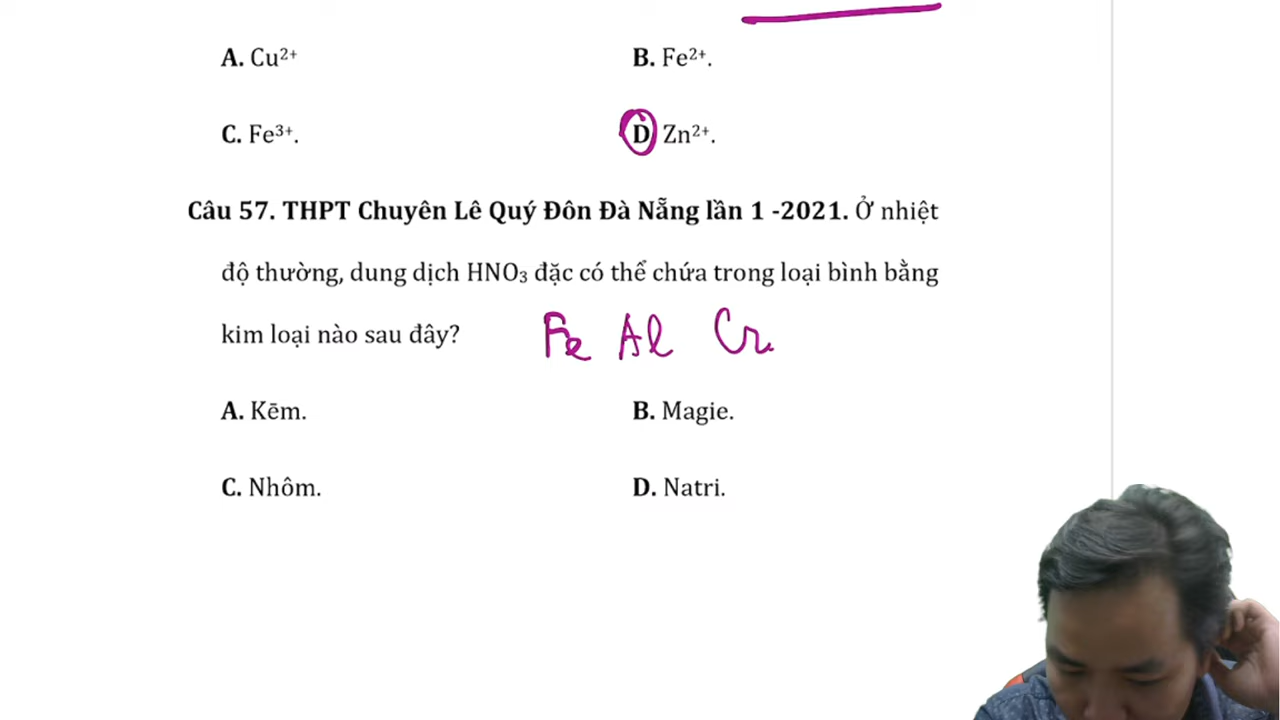 A. Cu²⁺ B. Fe²⁺.
C. Fe³⁺. D Zn²⁺.
Câu 57. THPT Chuyên Lê Quý Đôn Đà Nẵng lần 1 -2021. Ở nhiệt
độ thường, dung dịch HNO₃ đặc có thể chứa trong loại bình bằng
kim loại nào sau đây? Fe Al Cr
A. Kẽm. B. Magie.
C. Nhôm. D. Natri.